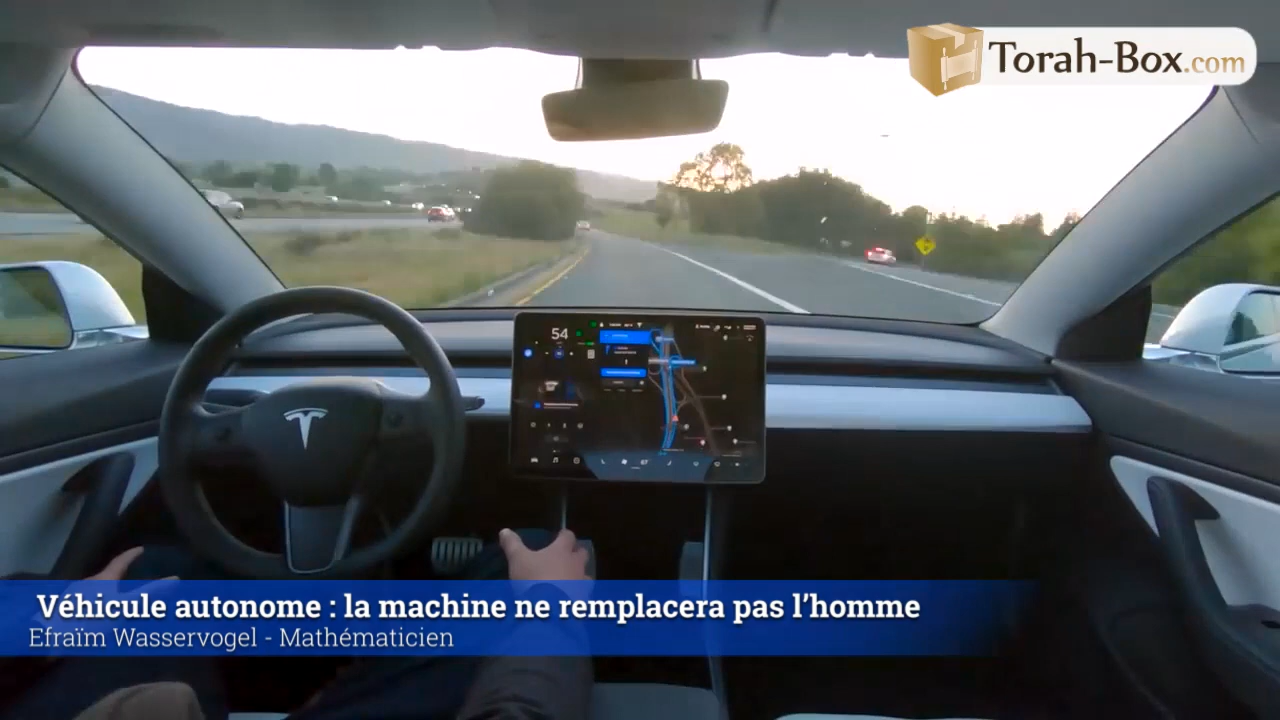 Torah-Box.com
54
Véhicule autonome : la machine ne remplacera pas l’homme
Efraïm Wasservogel - Mathématicien